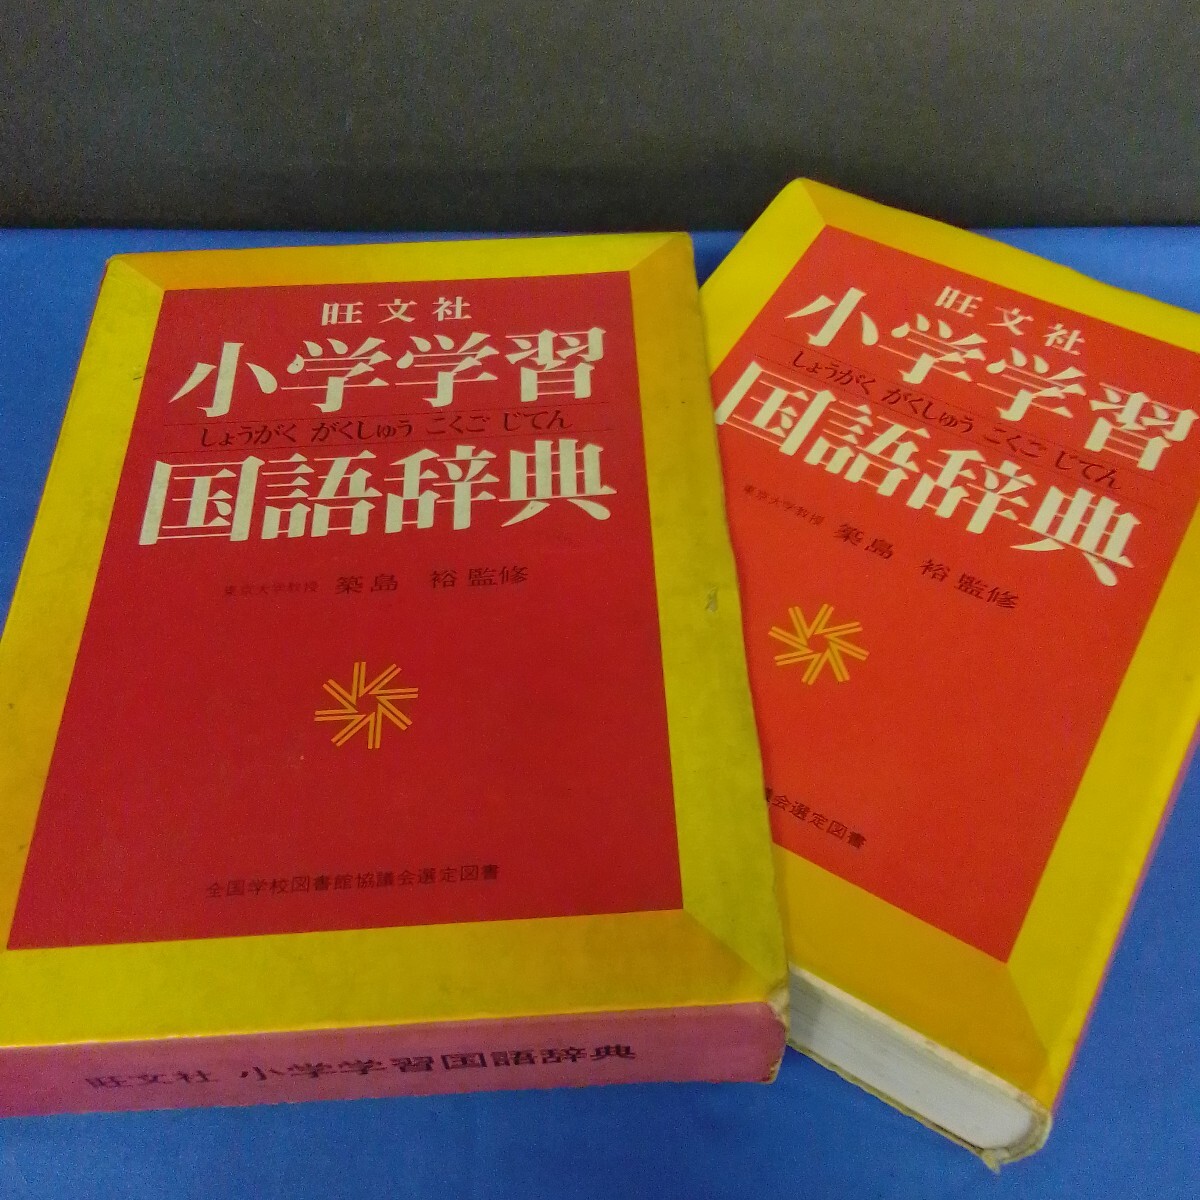 旺文社
小学学習
しょうがく がくしゅう こくご じてん
国語辞典
東京大学教授 築島 裕 監修
全国学校図書館協議会選定図書
旺文社 小学学習国語辞典
旺文社
小学学習
しょうがく がくしゅう こくご じてん
国語辞典
東京大学教授 築島 裕 監修
会選定図書